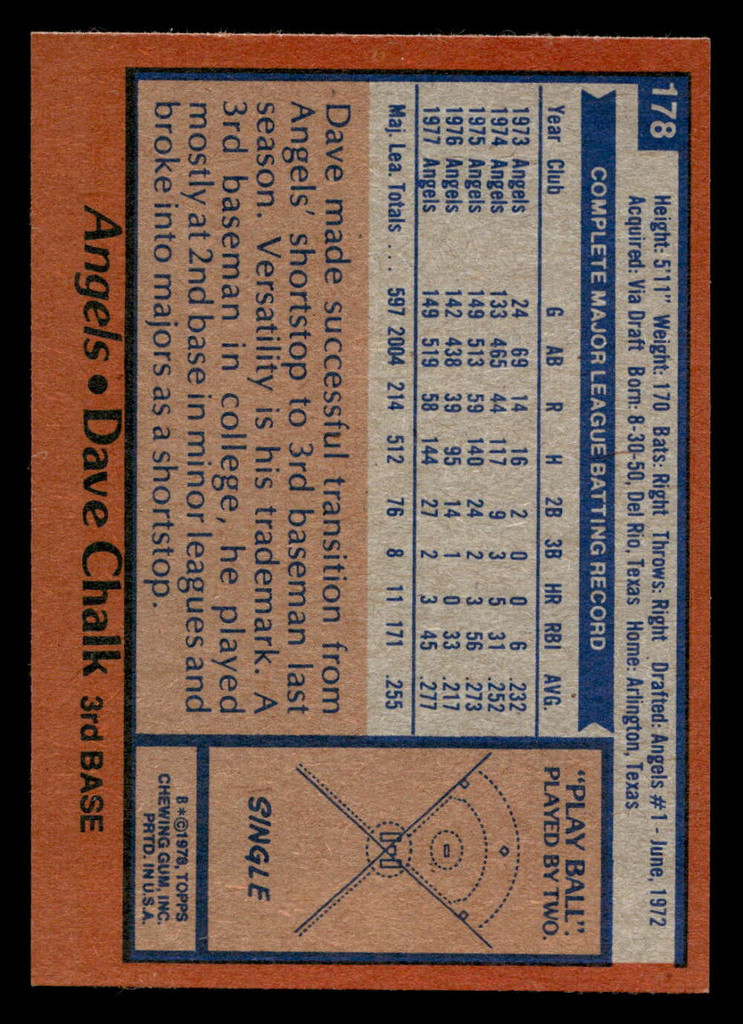 178
Height: 5'11" Weight: 170 Bats: Right Throws: Right Drafted: Angels #1 - June, 1972
Acquired: Via Draft Born: 8-30-50, Del Rio, Texas Home: Arlington, Texas
COMPLETE MAJOR LEAGUE BATTING RECORD
Year Club G AB R H 2B 3B HR RBI AVG.
1973 Angels 24 69 14 16 2 0 0 6 .232
1974 Angels 133 465 44 117 9 3 5 31 .252
1975 Angels 149 513 59 140 24 2 3 56 .273
1976 Angels 142 438 39 95 14 1 0 33 .217
1977 Angels 149 519 58 144 27 2 3 45 .277
Maj. Lea. Totals . . . 597 2004 214 512 76 8 11 171 .255
Dave made successful transition from
Angels' shortstop to 3rd baseman last
season. Versatility is his trademark. A
3rd baseman in college, he played
mostly at 2nd base in minor leagues and
broke into majors as a shortstop.
"PLAY BALL".
PLAYED BY TWO.
SINGLE
B*©1978, TOPPS
CHEWING GUM, INC.
PRTD. IN U.S.A.
Angels • Dave Chalk 3rd BASE